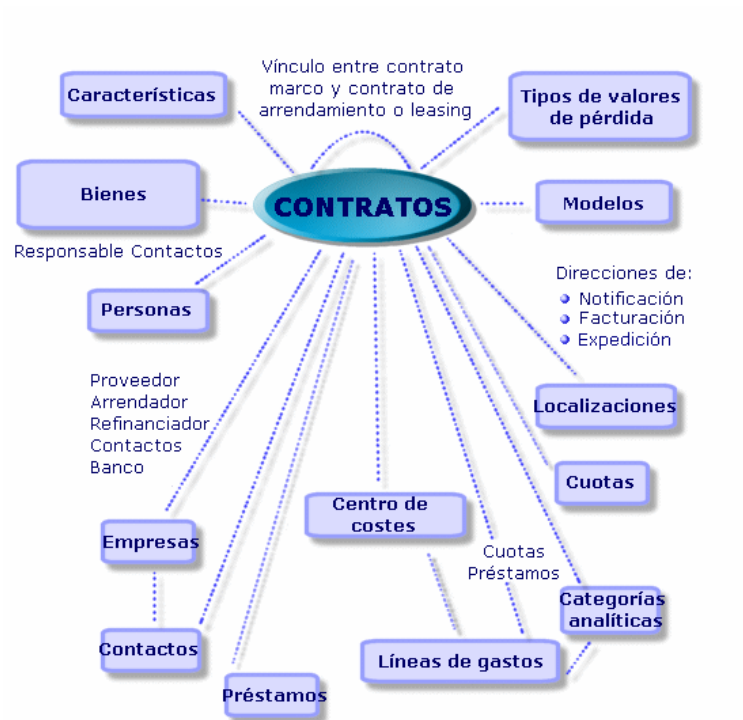 Vínculo entre contrato
marco y contrato de
arrendamiento o leasing
Características
Tipos de valores
de pérdida
Bienes
CONTRATOS
Modelos
Responsable Contactos
Personas
Direcciones de:
Notificación
Facturación
Expedición
Proveedor
Arrendador
Refinanciador
Contactos
Banco
Localizaciones
Cuotas
Centro de
costes
Empresas
Cuotas
Préstamos
Categorías
analíticas
Contactos
Líneas de gastos
Préstamos